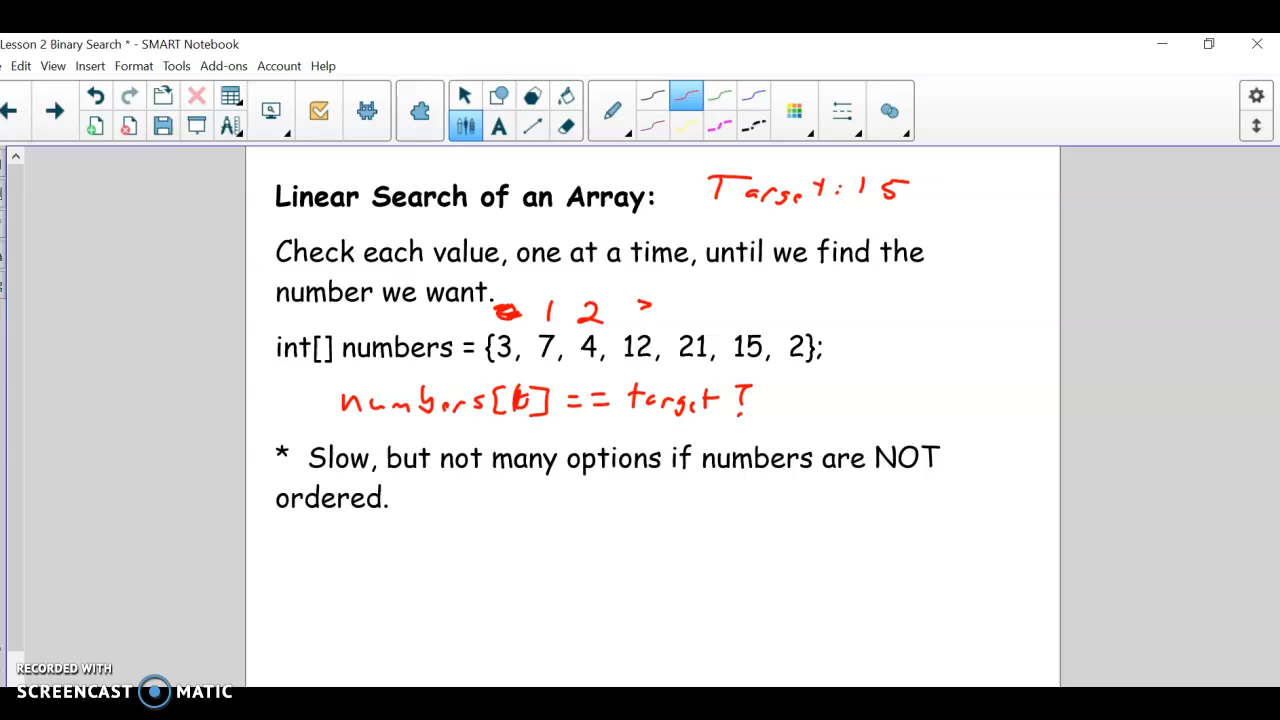 Lesson 2 Binary Search * - SMART Notebook
Edit View Insert Format Tools Add-ons Account Help
Linear Search of an Array: Target: 15
Check each value, one at a time, until we find the
number we want.
1 2
int[] numbers = {3, 7, 4, 12, 21, 15, 2};
numbers[ ] == target ?
* Slow, but not many options if numbers are NOT
ordered.
RECORDED WITH
SCREENCAST MATIC